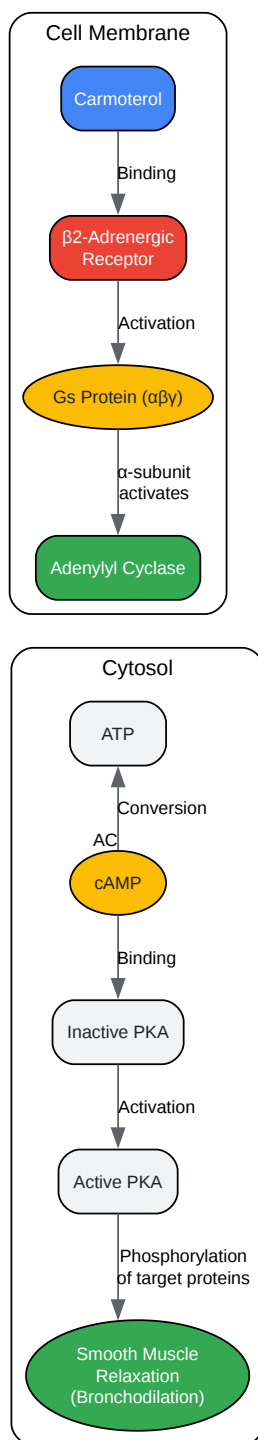 Cell Membrane
Carmoterol
Binding
β2-Adrenergic
Receptor
Activation
Gs Protein (αβγ)
α-subunit
activates
Adenylyl Cyclase
Cytosol
ATP
Conversion
AC
cAMP
Binding
Inactive PKA
Activation
Active PKA
Phosphorylation
of target proteins
Smooth Muscle
Relaxation
(Bronchodilation)